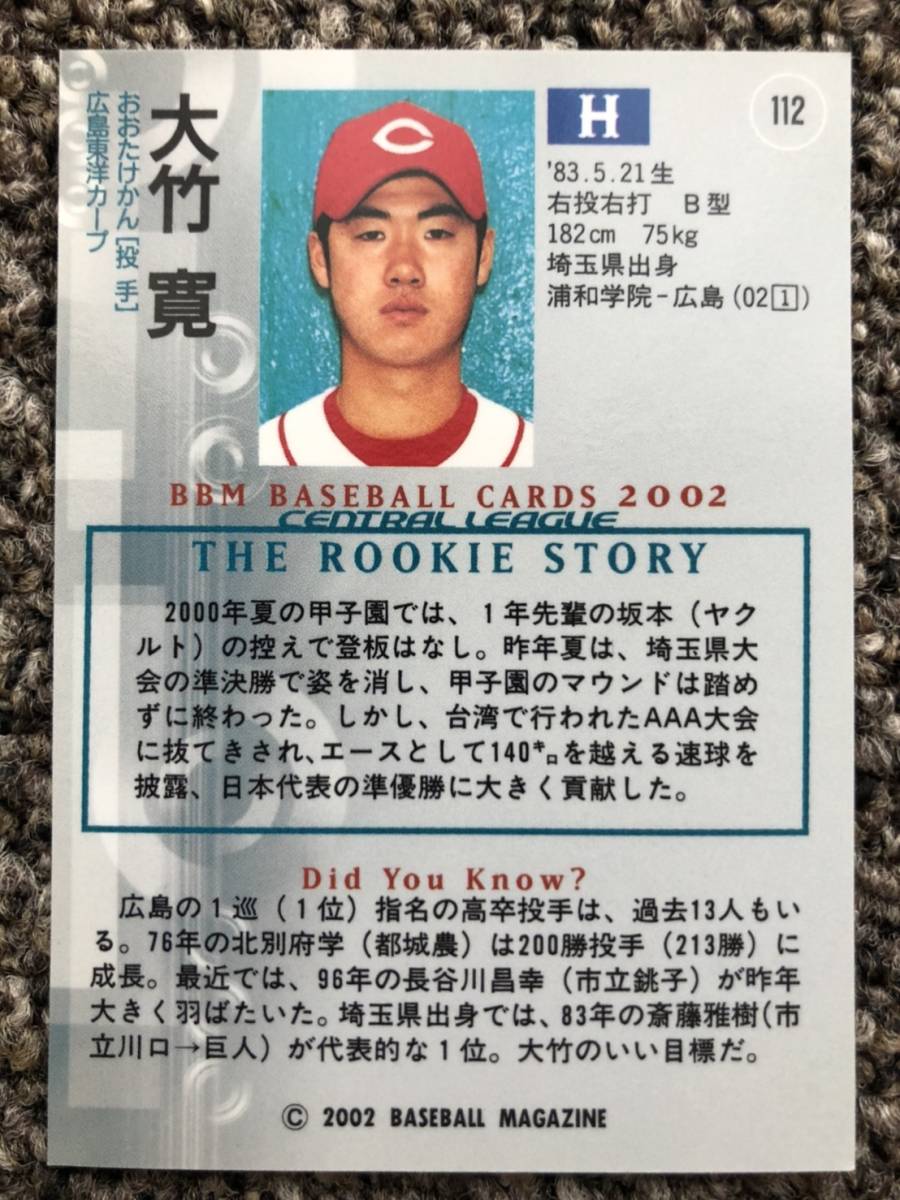 大竹 寛
おおたけかん［投 手］
広島東洋カープ
C
H
112
'83.5.21生
右投右打 B型
182cm 75kg
埼玉県出身
浦和学院-広島(021)
BBM BASEBALL CARDS 2002
CENTRAL LEAGUE
THE ROOKIE STORY
2000年夏の甲子園では、1年先輩の坂本（ヤク
ルト）の控えで登板はなし。昨年夏は、埼玉県大
会の準決勝で姿を消し、甲子園のマウンドは踏め
ずに終わった。しかし、台湾で行われたAAA大会
に抜てきされ、エースとして140㌔を越える速球を
披露、日本代表の準優勝に大きく貢献した。
Did You Know?
広島の1巡（1位）指名の高卒投手は、過去13人もい
る。76年の北別府学（都城農）は200勝投手（213勝）に
成長。最近では、96年の長谷川昌幸（市立銚子）が昨年
大きく羽ばたいた。埼玉県出身では、83年の斎藤雅樹(市
立川口→巨人）が代表的な1位。大竹のいい目標だ。
© 2002 BASEBALL MAGAZINE